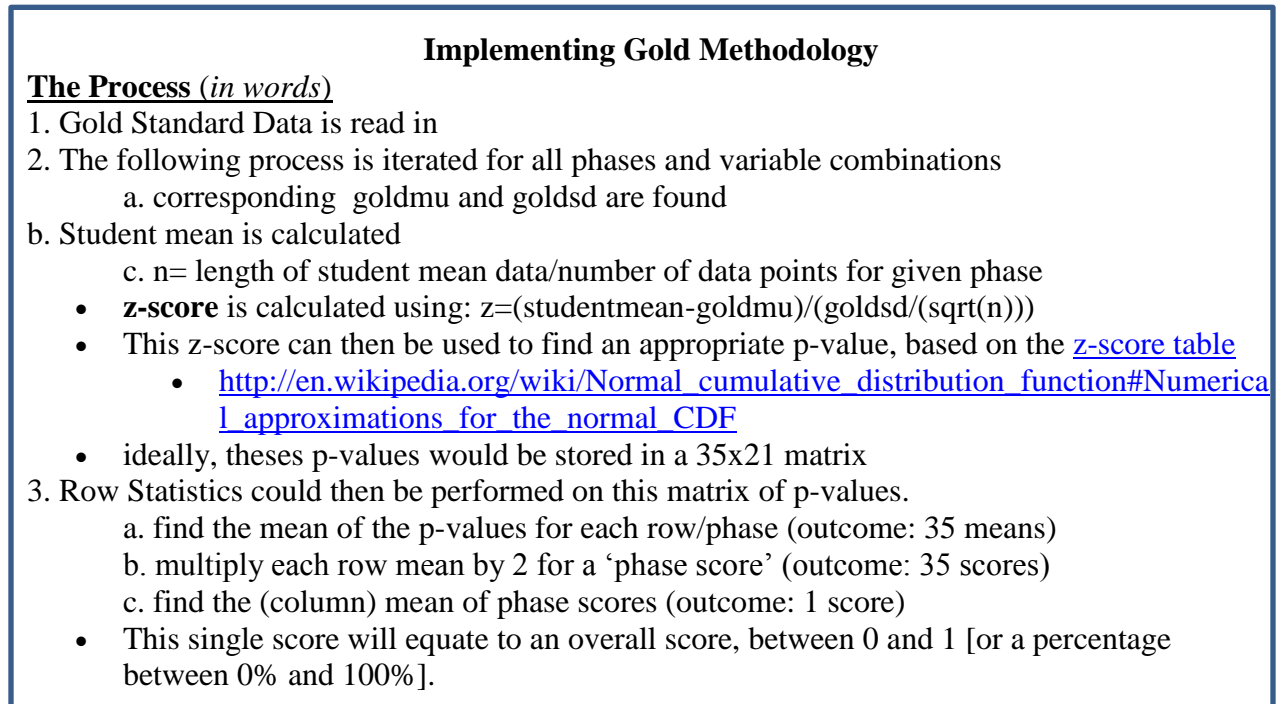 Implementing Gold Methodology
The Process (in words)
1. Gold Standard Data is read in
2. The following process is iterated for all phases and variable combinations
a. corresponding goldmu and goldsd are found
b. Student mean is calculated
c. n= length of student mean data/number of data points for given phase
• z-score is calculated using: z=(studentmean-goldmu)/(goldsd/(sqrt(n)))
• This z-score can then be used to find an appropriate p-value, based on the z-score table
• http://en.wikipedia.org/wiki/Normal_cumulative_distribution_function#Numerica
l_approximations_for_the_normal_CDF
• ideally, theses p-values would be stored in a 35x21 matrix
3. Row Statistics could then be performed on this matrix of p-values.
a. find the mean of the p-values for each row/phase (outcome: 35 means)
b. multiply each row mean by 2 for a ‘phase score’ (outcome: 35 scores)
c. find the (column) mean of phase scores (outcome: 1 score)
• This single score will equate to an overall score, between 0 and 1 [or a percentage
between 0% and 100%].